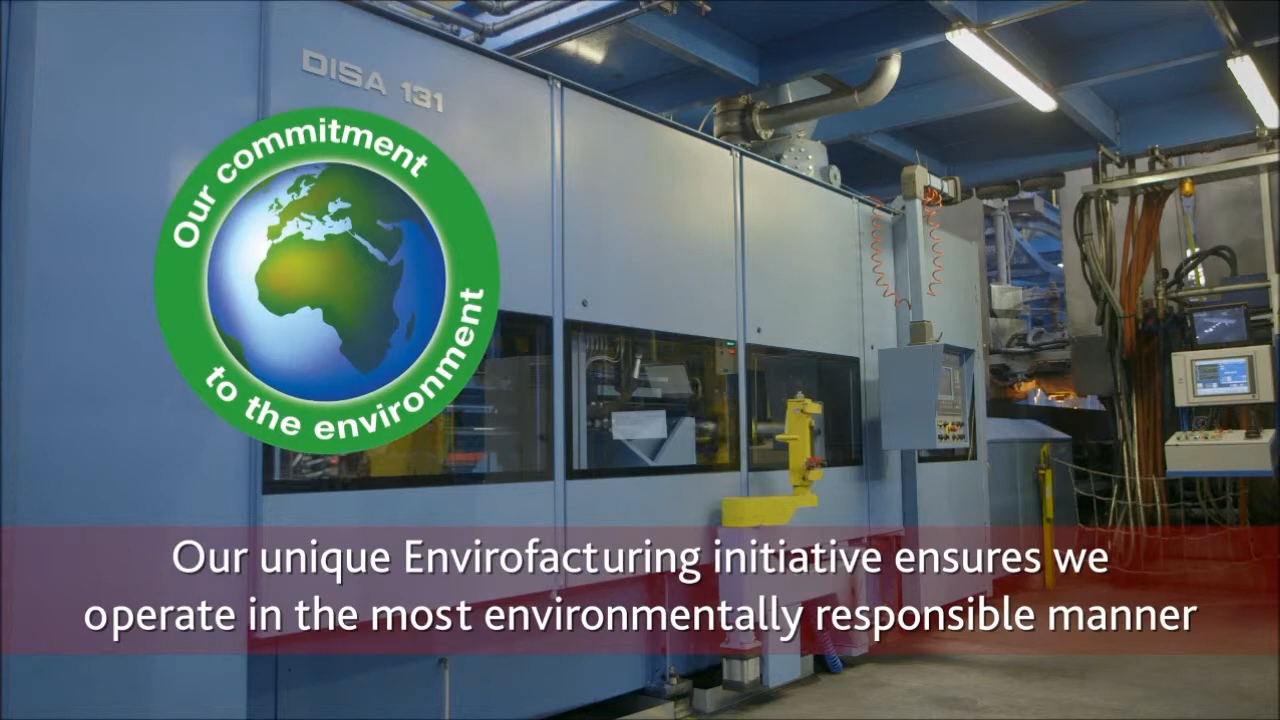 DISA 131
Our commitment
to the environment
Our unique Envirofacturing initiative ensures we
operate in the most environmentally responsible manner